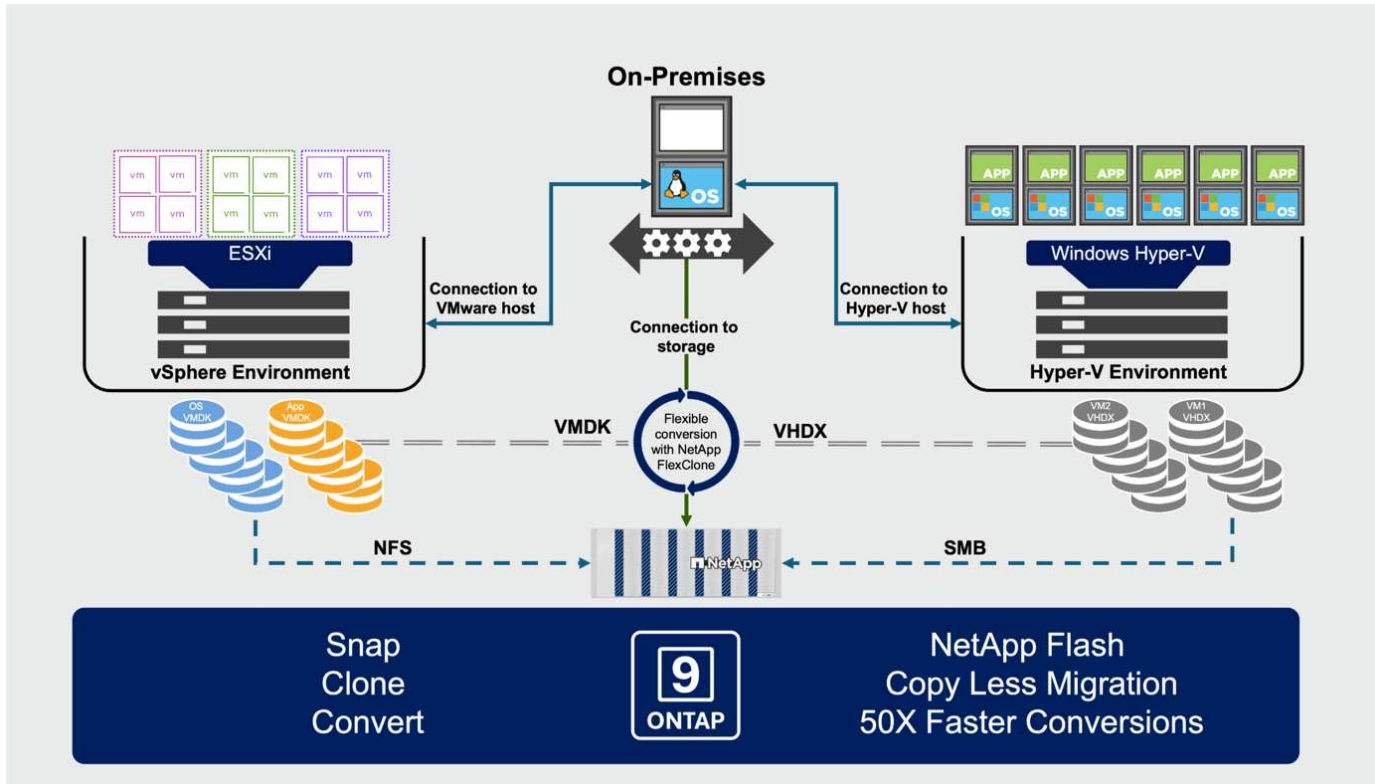 On-Premises
vm vm vm vm vm vm
vm vm vm vm vm vm
OS
APP APP APP APP APP APP
OS OS OS OS OS OS
ESXi
Windows Hyper-V
Connection to
VMware host
Connection to
Hyper-V host
Connection to
storage
vSphere Environment
Hyper-V Environment
OS
VMDK
App
VMDK
VMDK
Flexible
conversion
with NetApp
FlexClone
VHDX
VM2
VHDX
VM1
VHDX
NFS
NetApp
SMB
Snap
Clone
Convert
9
ONTAP
NetApp Flash
Copy Less Migration
50X Faster Conversions